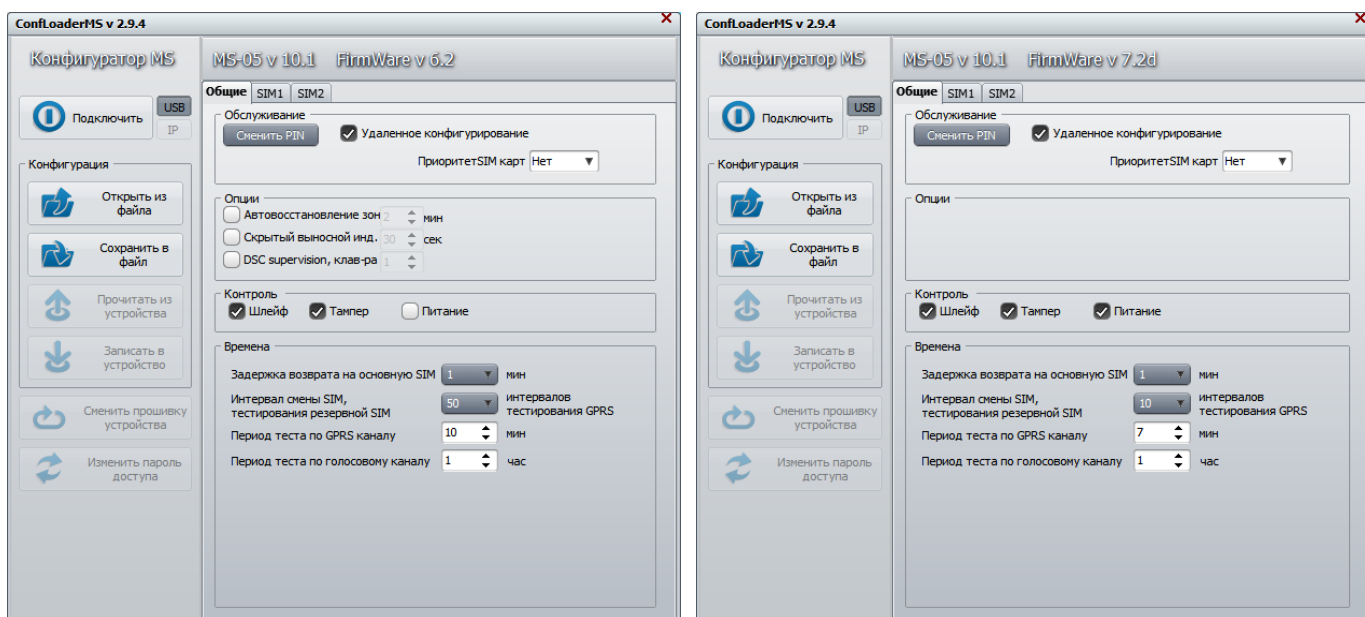 ConfLoaderMS v 2.9.4
Конфигуратор MS
MS-05 v 10.1 FirmWare v 6.2
Подключить
USB
IP
Конфигурация
Открыть из
файла
Сохранить в
файл
Прочитать из
устройства
Записать в
устройство
Сменить прошивку
устройства
Изменить пароль
доступа
Общие SIM1 SIM2
Обслуживание
Сменить PIN Удаленное конфигурирование
ПриоритетSIM карт Нет
Опции
Автовосстановление зон 2 мин
Скрытый выносной инд. 30 сек
DSC supervision, клав-ра 1
Контроль
Шлейф Тампер Питание
Времена
Задержка возврата на основную SIM 1 мин
Интервал смены SIM,
тестирования резервной SIM 50 интервалов
тестирования GPRS
Период теста по GPRS каналу 10 мин
Период теста по голосовому каналу 1 час
ConfLoaderMS v 2.9.4
Конфигуратор MS
MS-05 v 10.1 FirmWare v 7.2d
Подключить
USB
IP
Конфигурация
Открыть из
файла
Сохранить в
файл
Прочитать из
устройства
Записать в
устройство
Сменить прошивку
устройства
Изменить пароль
доступа
Общие SIM1 SIM2
Обслуживание
Сменить PIN Удаленное конфигурирование
ПриоритетSIM карт Нет
Опции
Контроль
Шлейф Тампер Питание
Времена
Задержка возврата на основную SIM 1 мин
Интервал смены SIM,
тестирования резервной SIM 10 интервалов
тестирования GPRS
Период теста по GPRS каналу 7 мин
Период теста по голосовому каналу 1 час